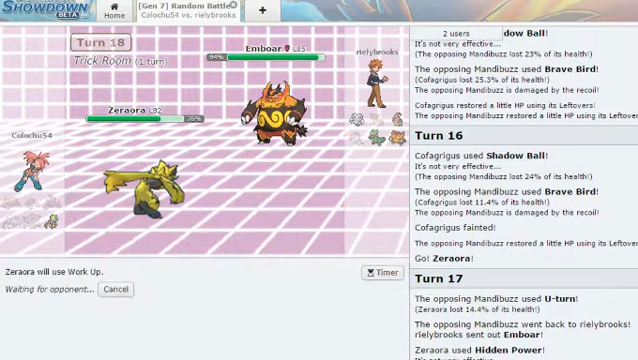 SHOWDOWN
BETA
Home
[Gen 7] Random Battle
Colochu54 vs. rielybrooks
+
Turn 18
Trick Room (1 turn)
Emboar L85
94%
rielybrooks
Zeraora L82
Colochu54
Zeraora will use Work Up.
Waiting for opponent...
Cancel
Timer
2 users
dow Ball!
It's not very effective...
(The opposing Mandibuzz lost 23% of its health!)
The opposing Mandibuzz used Brave Bird!
(Cofagrigus lost 25.3% of its health!)
The opposing Mandibuzz is damaged by the recoil!
Cofagrigus restored a little HP using its Leftovers!
Turn 16
Cofagrigus used Shadow Ball!
It's not very effective...
(The opposing Mandibuzz lost 24% of its health!)
The opposing Mandibuzz used Brave Bird!
(Cofagrigus lost 11.4% of its health!)
The opposing Mandibuzz is damaged by the recoil!
Cofagrigus fainted!
The opposing Mandibuzz restored a little HP using its Leftov
Go! Zeraora!
Turn 17
The opposing Mandibuzz used U-turn!
(Zeraora lost 14.4% of its health!)
The opposing Mandibuzz went back to rielybrooks!
rielybrooks sent out Emboar!
Zeraora used Hidden Power!